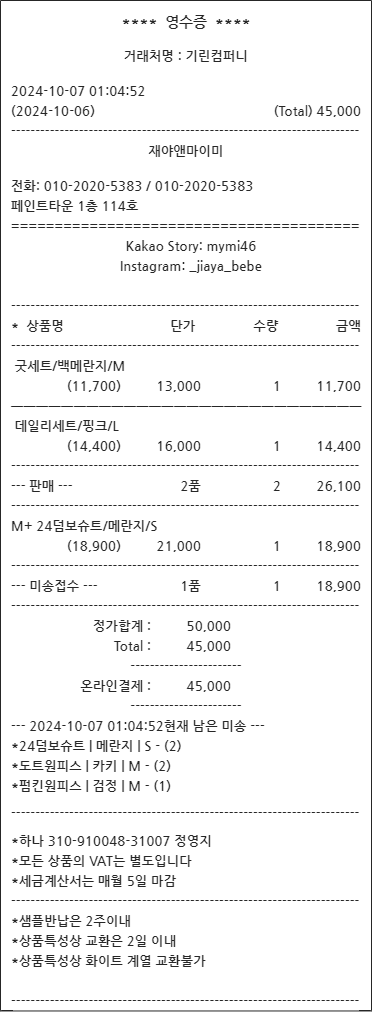 **** 영수증 ****
거래처명 : 기린컴퍼니
2024-10-07 01:04:52
(2024-10-06) (Total) 45,000
재야앤마이미
전화: 010-2020-5383 / 010-2020-5383
페인트타운 1층 114호
Kakao Story: mymi46
Instagram: _jiaya_bebe
* 상품명 단가 수량 금액
굿세트/백메란지/M
(11,700) 13,000 1 11,700
데일리세트/핑크/L
(14,400) 16,000 1 14,400
--- 판매 --- 2품 2 26,100
M+ 24덤보슈트/메란지/S
(18,900) 21,000 1 18,900
--- 미송접수 --- 1품 1 18,900
정가합계 : 50,000
Total : 45,000
온라인결제 : 45,000
--- 2024-10-07 01:04:52현재 남은 미송 ---
*24덤보슈트 | 메란지 | S - (2)
*도트원피스 | 카키 | M - (2)
*펌킨원피스 | 검정 | M - (1)
*하나 310-910048-31007 정영지
*모든 상품의 VAT는 별도입니다
*세금계산서는 매월 5일 마감
*샘플반납은 2주이내
*상품특성상 교환은 2일 이내
*상품특성상 화이트 계열 교환불가